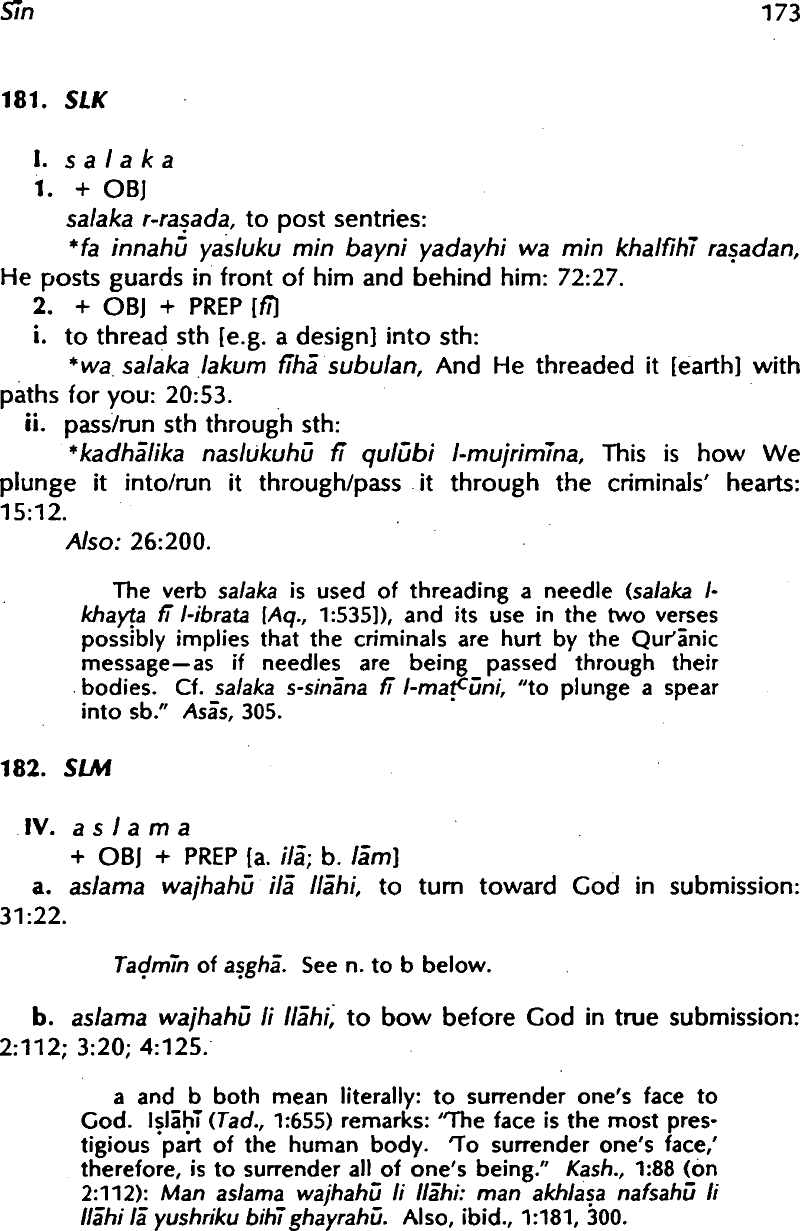 Sīn 173
181. SLK
I. s a l a k a
1. + OBJ
salaka r-raṣada, to post sentries:
*fa innahū yasluku min bayni yadayhi wa min khalfihī raṣadan,
He posts guards in front of him and behind him: 72:27.
2. + OBJ + PREP [fī]
i. to thread sth [e.g. a design] into sth:
*wa salaka lakum fīhā subulan, And He threaded it [earth] with
paths for you: 20:53.
ii. pass/run sth through sth:
*kadhālika naslukuhū fī qulūbi l-mujrimīna, This is how We
plunge it into/run it through/pass it through the criminals' hearts:
15:12.
Also: 26:200.
The verb salaka is used of threading a needle (salaka l-
khayṭa fī l-ibrata [Aq., 1:535]), and its use in the two verses
possibly implies that the criminals are hurt by the Qur'ānic
message—as if needles are being passed through their
bodies. Cf. salaka s-sināna fī l-maṭᶜūni, "to plunge a spear
into sb." Asās, 305.
182. SLM
IV. a s l a m a
+ OBJ + PREP [a. ilā; b. lām]
a. aslama wajhahū ilā llāhi, to turn toward God in submission:
31:22.
Taḍmīn of aṣghā. See n. to b below.
b. aslama wajhahū li llāhi, to bow before God in true submission:
2:112; 3:20; 4:125.
a and b both mean literally: to surrender one's face to
God. Iṣlāḥī (Tad., 1:655) remarks: "The face is the most pres-
tigious part of the human body. 'To surrender one's face,'
therefore, is to surrender all of one's being." Kash., 1:88 (on
2:112): Man aslama wajhahū li llāhi: man akhlaṣa nafsahū li
llāhi lā yushriku bihī ghayrahū. Also, ibid., 1:181, 300.